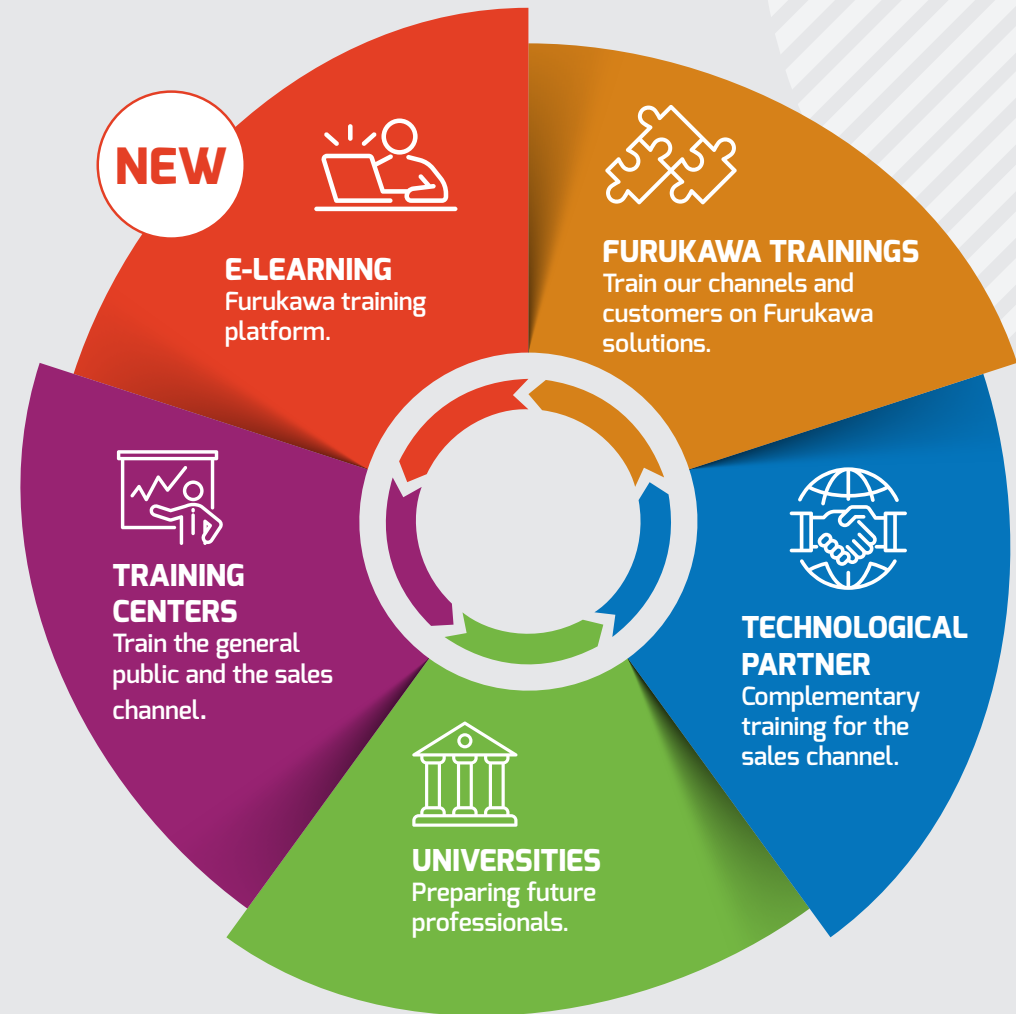 NEW
E-LEARNING
Furukawa training
platform.
FURUKAWA TRAININGS
Train our channels and
customers on Furukawa
solutions.
TECHNOLOGICAL
PARTNER
Complementary
training for the
sales channel.
UNIVERSITIES
Preparing future
professionals.
TRAINING
CENTERS
Train the general
public and the sales
channel.